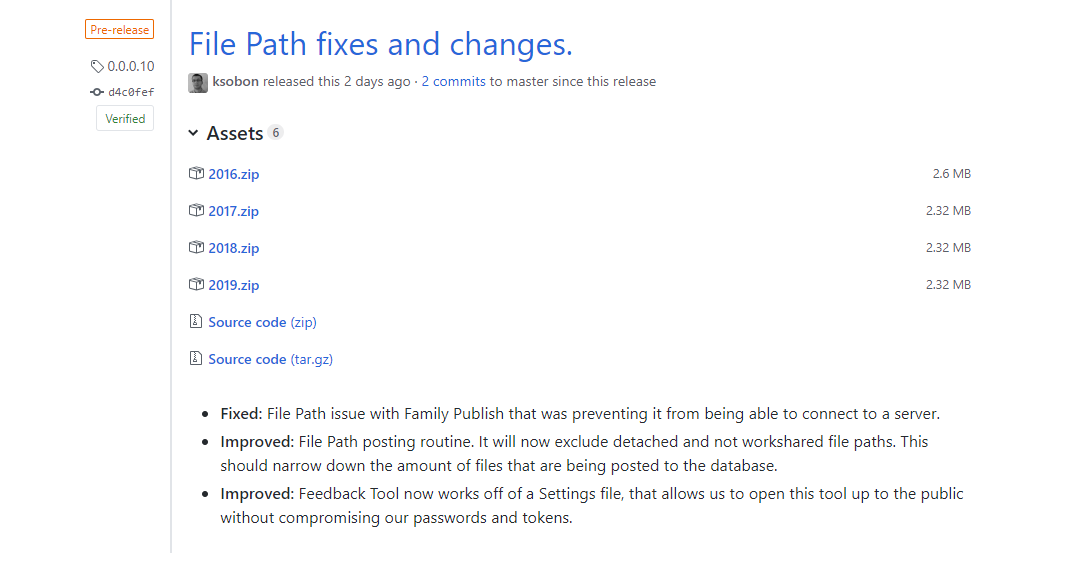 Pre-release
0.0.0.10
d4c0fef
Verified
File Path fixes and changes.
ksobon released this 2 days ago · 2 commits to master since this release
Assets 6
2016.zip 2.6 MB
2017.zip 2.32 MB
2018.zip 2.32 MB
2019.zip 2.32 MB
Source code (zip)
Source code (tar.gz)
• Fixed: File Path issue with Family Publish that was preventing it from being able to connect to a server.
• Improved: File Path posting routine. It will now exclude detached and not workshared file paths. This
should narrow down the amount of files that are being posted to the database.
• Improved: Feedback Tool now works off of a Settings file, that allows us to open this tool up to the public
without compromising our passwords and tokens.